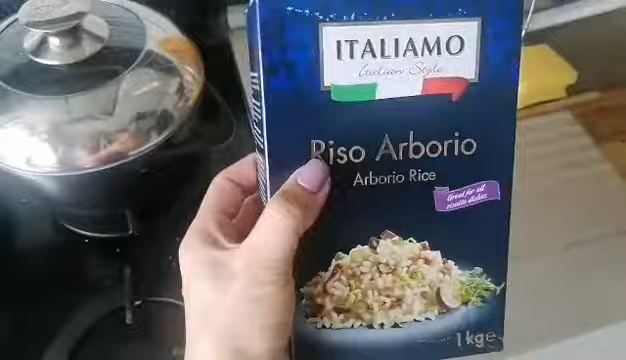 ITALIAMO
Italian Style
Riso Arborio
Arborio Rice
Great for all
risotto dishes
1kg e